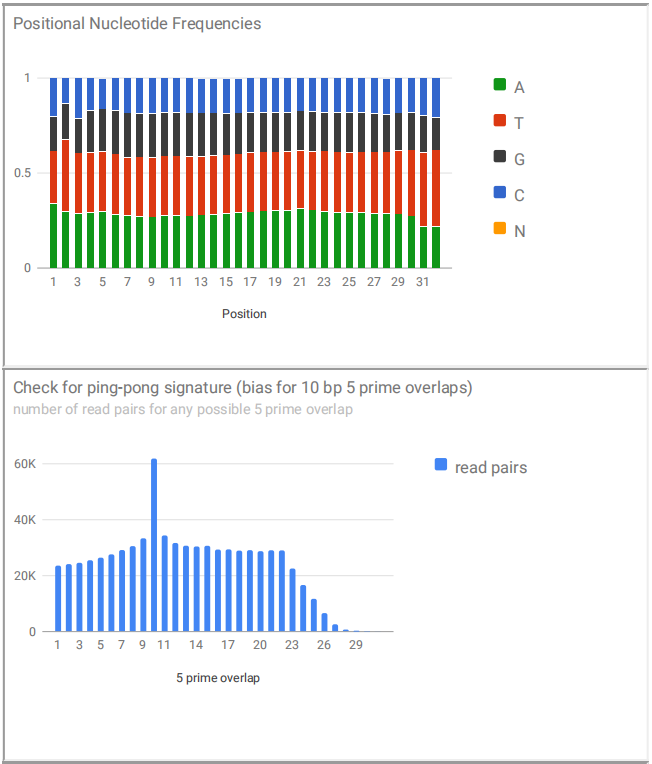 Positional Nucleotide Frequencies
1
0.5
0
1 3 5 7 9 11 13 15 17 19 21 23 25 27 29 31
Position
A
T
G
C
N
Check for ping-pong signature (bias for 10 bp 5 prime overlaps)
number of read pairs for any possible 5 prime overlap
60K
40K
20K
0
1 3 5 7 9 11 14 17 20 23 26 29
5 prime overlap
read pairs